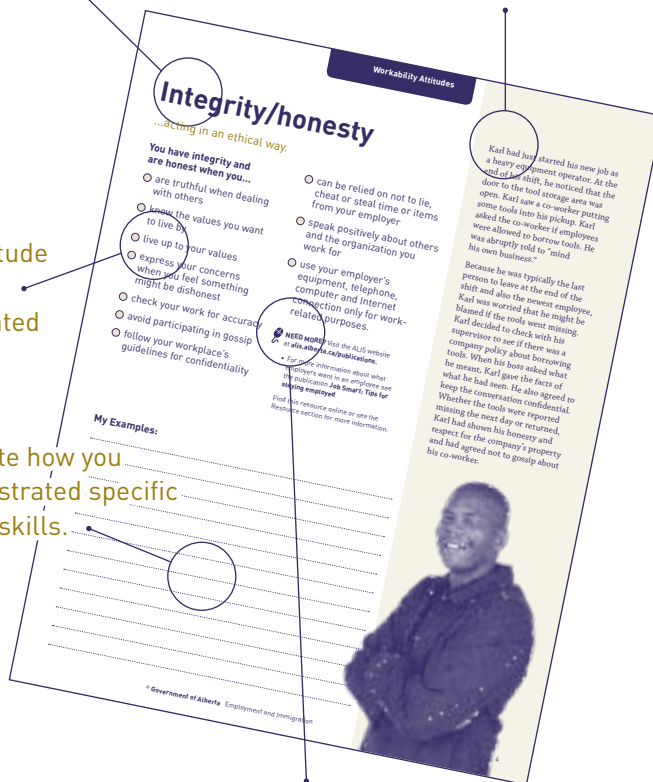 Workability Attitudes
Integrity/honesty
...acting in an ethical way.
You have integrity and
are honest when you...
are truthful when dealing
with others
know the values you want
to live by
live up to your values
express your concerns
when you feel something
might be dishonest
check your work for accuracy
avoid participating in gossip
follow your workplace's
guidelines for confidentiality
can be relied on not to lie,
cheat or steal time or items
from your employer
speak positively about others
and the organization you
work for
use your employer's
equipment, telephone,
computer and Internet
connection only for work-
related purposes.
NEED MORE? Visit the ALIS website
at alis.alberta.ca/publications.
• For more information about what
employers want in an employee see
the publication Job Smart: Tips for
staying employed
Find this resource online or see the
Resource section for more information.
My Examples:
Karl had just started his new job as
a heavy equipment operator. At the
end of his shift, he noticed that the
door to the tool storage area was
open. Karl saw a co-worker putting
some tools into his pickup. Karl
asked the co-worker if employees
were allowed to borrow tools. He
was abruptly told to "mind
his own business."
Because he was typically the last
person to leave at the end of the
shift and also the newest employee,
Karl was worried that he might be
blamed if the tools went missing.
Karl decided to check with his
supervisor to see if there was a
company policy about borrowing
tools. When his boss asked what
he meant, Karl gave the facts of
what he had seen. He also agreed to
keep the conversation confidential.
Whether the tools were reported
missing the next day or returned,
Karl had shown his honesty and
respect for the company's property
and had agreed not to gossip about
his co-worker.
© Government of Alberta Employment and Immigration
4
tude
ted
te how you
strated specific
skills.